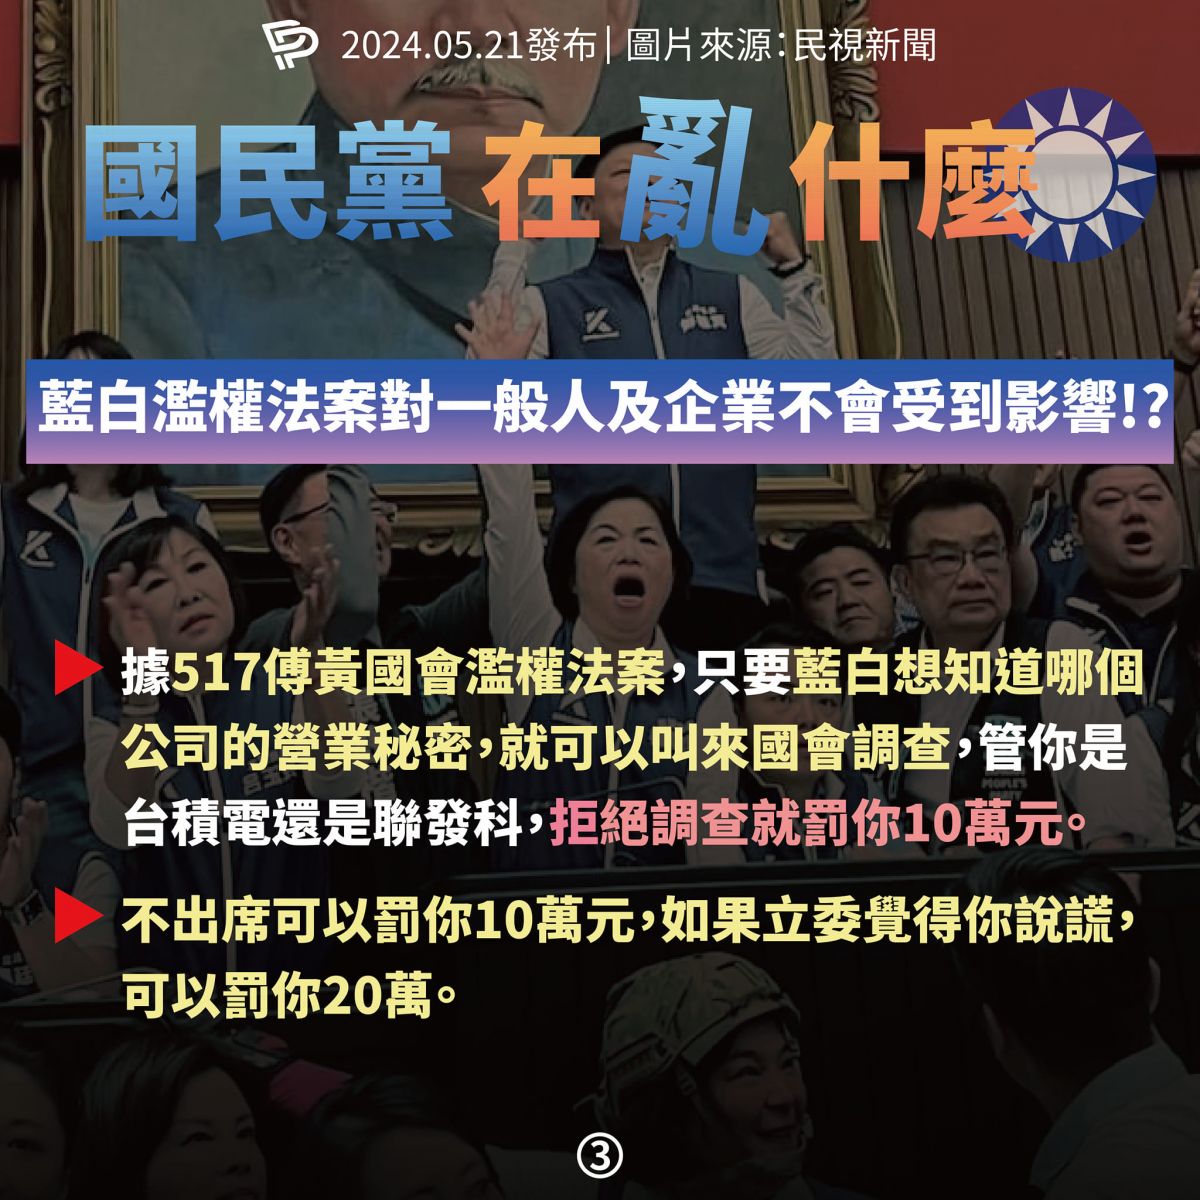 2024.05.21發布｜圖片來源：民視新聞
國民黨在亂什麼
藍白濫權法案對一般人及企業不會受到影響!?
據517傅黃國會濫權法案，只要藍白想知道哪個
公司的營業秘密，就可以叫來國會調查，管你是
台積電還是聯發科，拒絕調查就罰你10萬元。
不出席可以罰你10萬元，如果立委覺得你說謊，
可以罰你20萬。
③